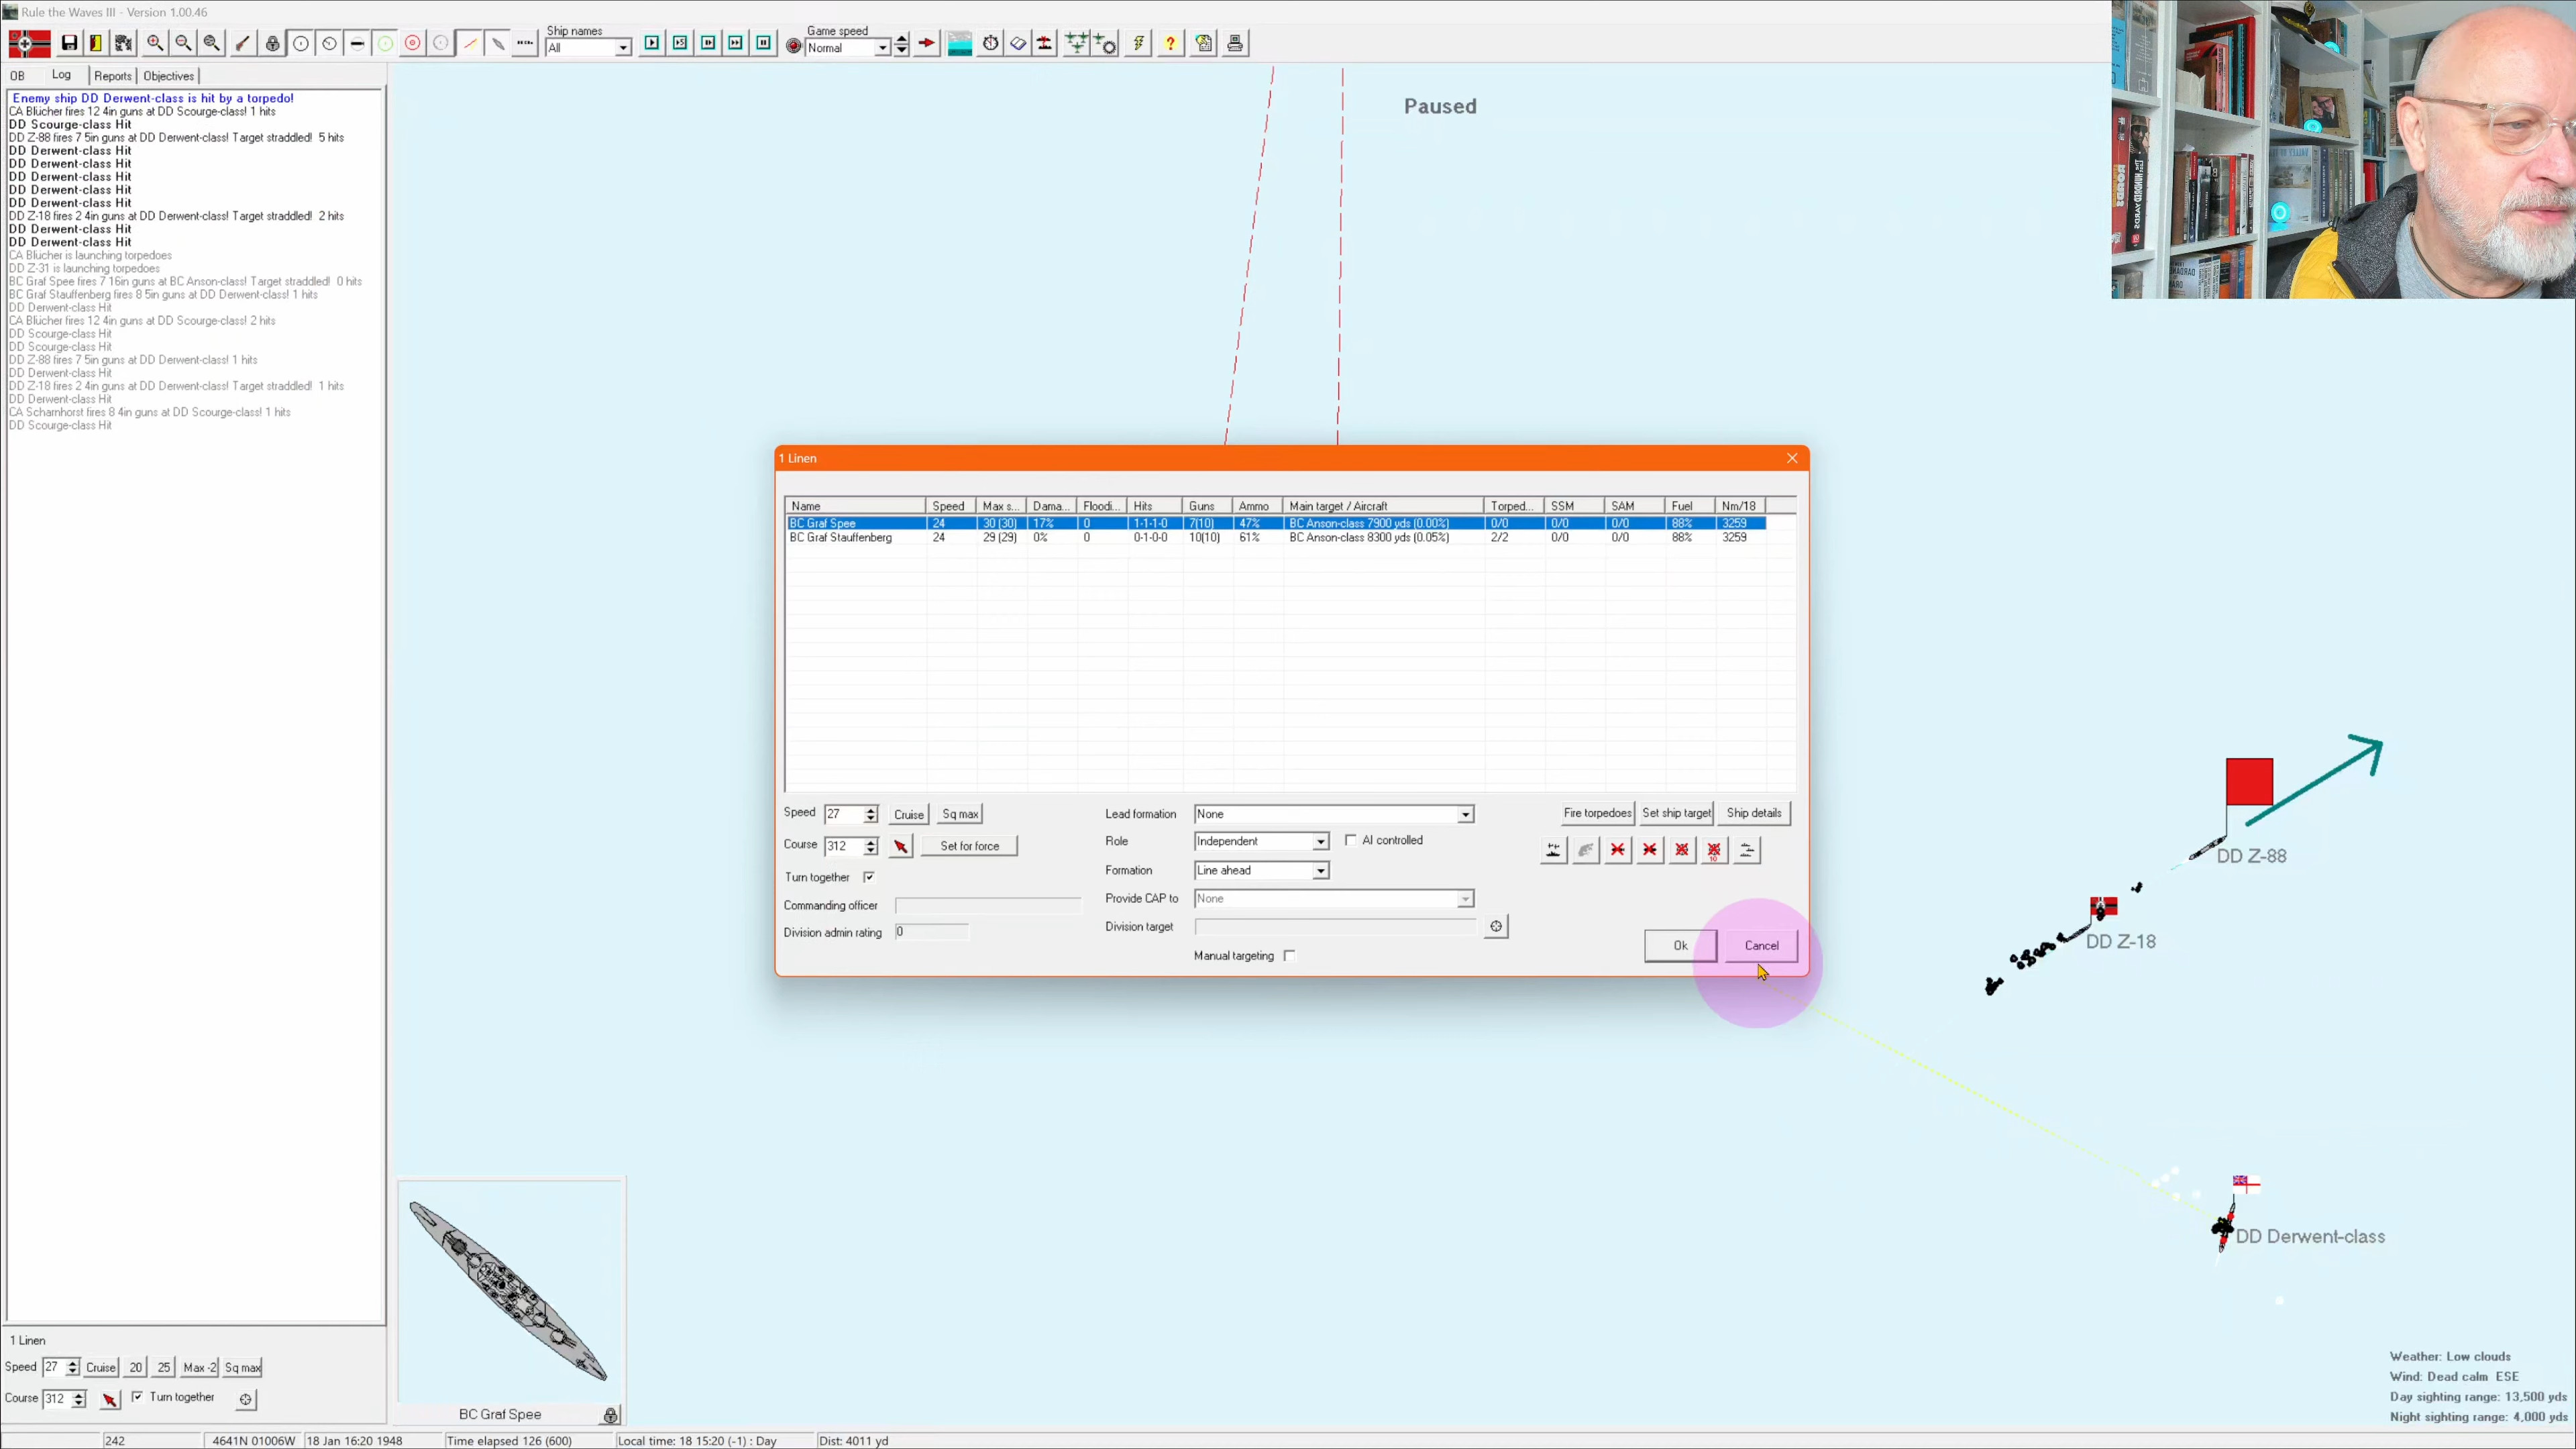 Rule the Waves III - Version 1.00.46
Ship names
All
Game speed
Normal
OB
Log
Reports
Objectives
Enemy ship DD Derwent-class is hit by a torpedo!
CA Blücher fires 12 4in guns at DD Scourge-class! 1 hits
DD Scourge-class Hit
DD Z-88 fires 7 5in guns at DD Derwent-class! Target straddled!  5 hits
DD Derwent-class Hit
DD Derwent-class Hit
DD Derwent-class Hit
DD Derwent-class Hit
DD Derwent-class Hit
DD Z-18 fires 2 4in guns at DD Derwent-class! Target straddled!  2 hits
DD Derwent-class Hit
DD Derwent-class Hit
CA Blücher is launching torpedoes
DD Z-31 is launching torpedoes
BC Graf Spee fires 7 16in guns at BC Anson-class! Target straddled!  0 hits
BC Graf Stauffenberg fires 8 5in guns at DD Derwent-class! 1 hits
DD Derwent-class Hit
CA Blücher fires 12 4in guns at DD Scourge-class! 2 hits
DD Scourge-class Hit
DD Scourge-class Hit
DD Z-88 fires 7 5in guns at DD Derwent-class! 1 hits
DD Derwent-class Hit
DD Z-18 fires 2 4in guns at DD Derwent-class! Target straddled!  1 hits
DD Derwent-class Hit
CA Scharnhorst fires 8 4in guns at DD Scourge-class! 1 hits
DD Scourge-class Hit
Paused
1 Linen
Name Speed Max s... Dama... Floodi... Hits Guns Ammo Main target / Aircraft Torped... SSM SAM Fuel Nm/18
BC Graf Spee 24 30 (30) 17% 0 1-1-1-0 7(10) 47% BC Anson-class 7900 yds (0.00%) 0/0 0/0 0/0 88% 3259
BC Graf Stauffenberg 24 29 (29) 0% 0 0-1-0-0 10(10) 61% BC Anson-class 8300 yds (0.05%) 2/2 0/0 0/0 88% 3259
Speed 27 Cruise Sq max
Course 312 Set for force
Turn together
Commanding officer
Division admin rating 0
Lead formation None
Role Independent AI controlled
Formation Line ahead
Provide CAP to None
Division target
Manual targeting
Fire torpedoes Set ship target Ship details
10
Ok Cancel
DD Z-88
DD Z-18
DD Derwent-class
Weather: Low clouds
Wind: Dead calm  ESE
Day sighting range: 13,500 yds
Night sighting range: 4,000 yds
1 Linen
Speed 27 Cruise 20 25 Max -2 Sq max
Course 312 Turn together
BC Graf Spee
242 4641N 01006W 18 Jan 16:20 1948 Time elapsed 126 (600) Local time: 18 15:20 (-1) : Day Dist: 4011 yd